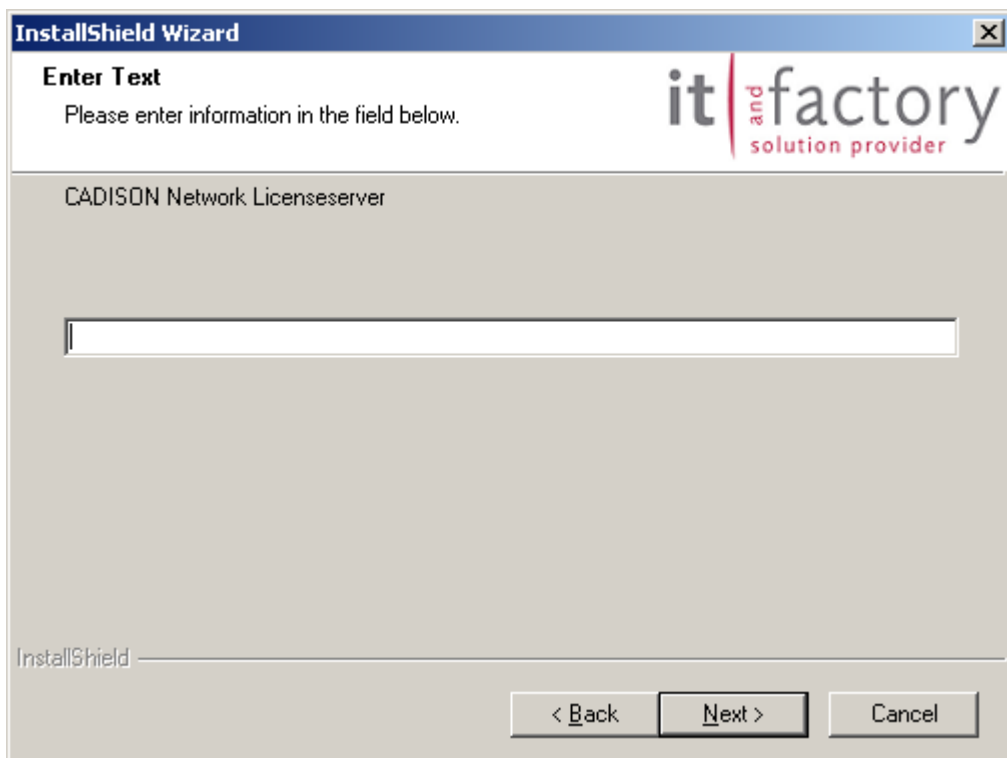 InstallShield Wizard
Enter Text
Please enter information in the field below.
it and factory
solution provider
CADISON Network Licenseserver
InstallShield
< Back
Next >
Cancel